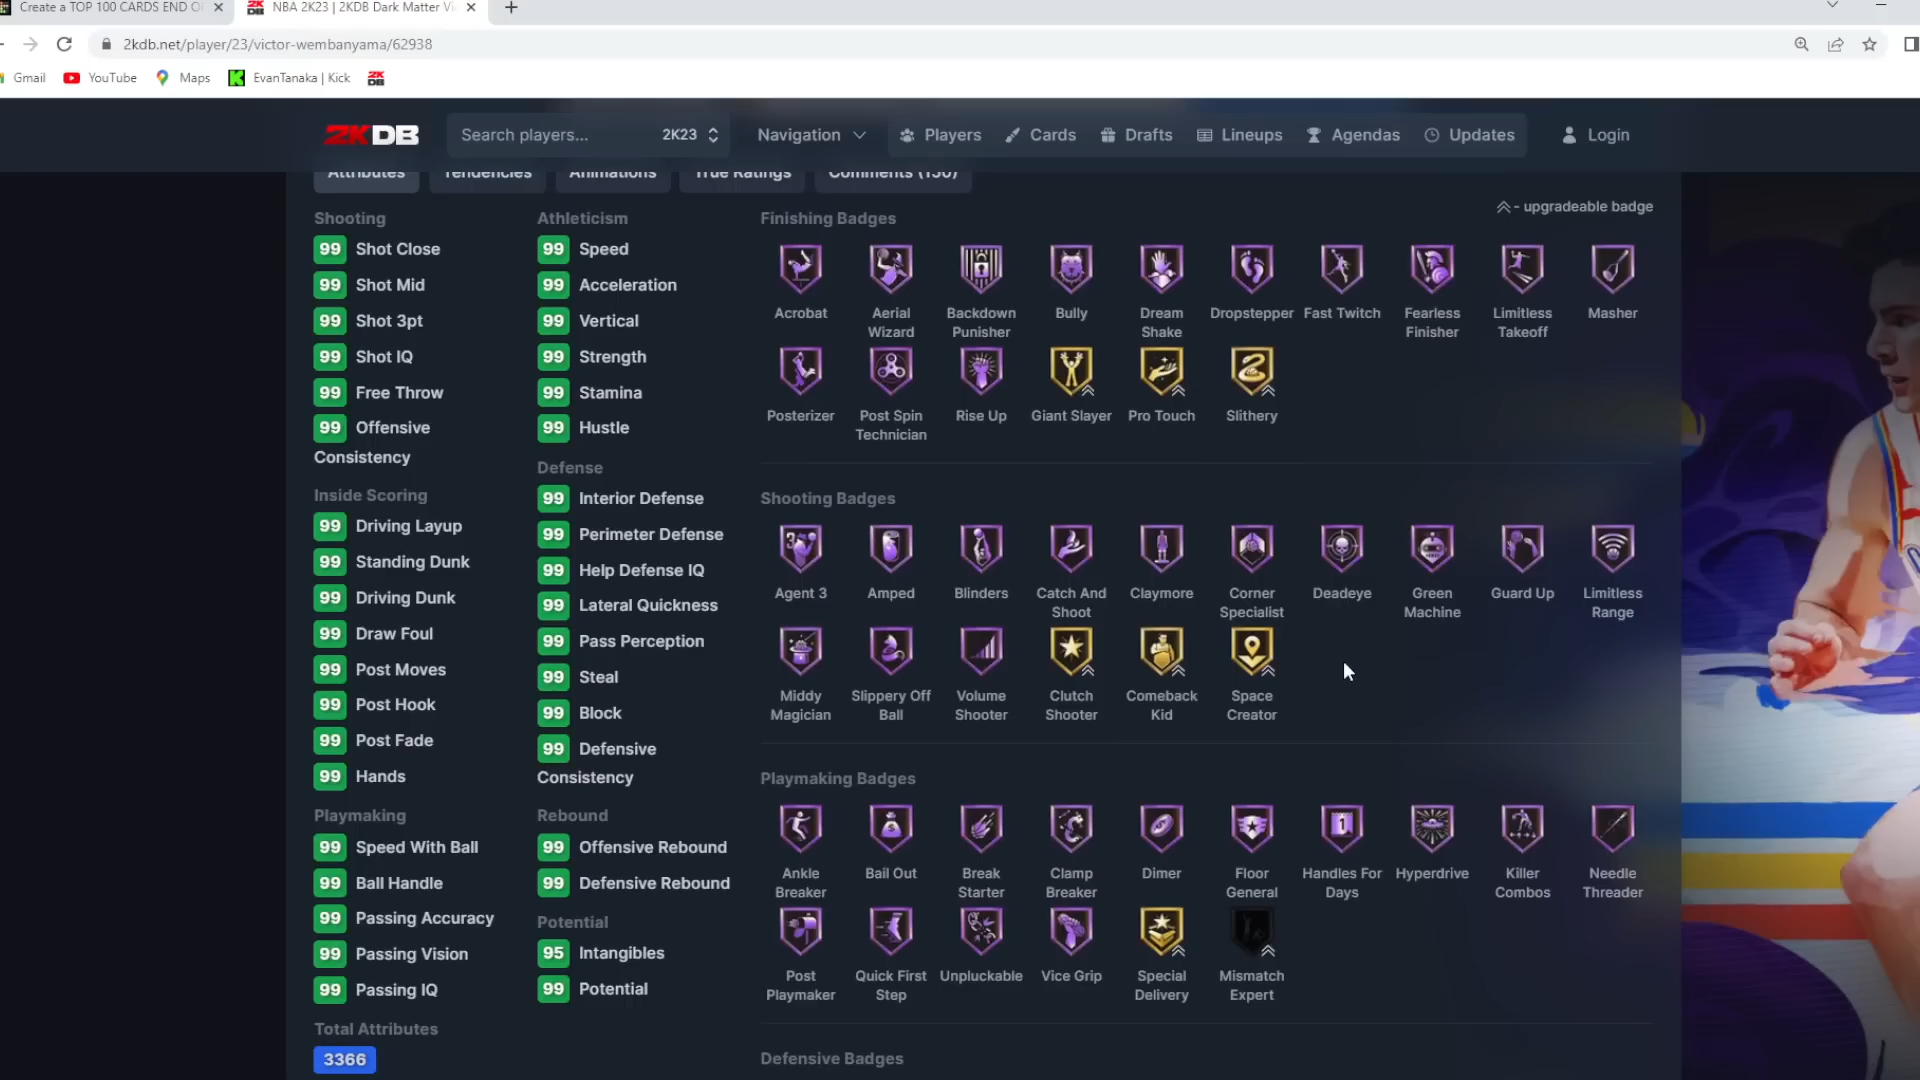 Create a TOP 100 CARDS END O
NBA 2K23 | 2KDB Dark Matter Vi
2kdb.net/player/23/victor-wembanyama/62938
Gmail YouTube Maps EvanTanaka | Kick 2K DB
2KDB Search players... 2K23 Navigation Players Cards Drafts Lineups Agendas Updates Login
Attributes Tendencies Animations True Ratings Comments (130)
- upgradeable badge
Shooting
99 Shot Close
99 Shot Mid
99 Shot 3pt
99 Shot IQ
99 Free Throw
99 Offensive
Consistency
Inside Scoring
99 Driving Layup
99 Standing Dunk
99 Driving Dunk
99 Draw Foul
99 Post Moves
99 Post Hook
99 Post Fade
99 Hands
Playmaking
99 Speed With Ball
99 Ball Handle
99 Passing Accuracy
99 Passing Vision
99 Passing IQ
Total Attributes
3366
Athleticism
99 Speed
99 Acceleration
99 Vertical
99 Strength
99 Stamina
99 Hustle
Defense
99 Interior Defense
99 Perimeter Defense
99 Help Defense IQ
99 Lateral Quickness
99 Pass Perception
99 Steal
99 Block
99 Defensive
Consistency
Rebound
99 Offensive Rebound
99 Defensive Rebound
Potential
95 Intangibles
99 Potential
Finishing Badges
Acrobat
Aerial
Wizard
Backdown
Punisher
Bully
Dream
Shake
Dropstepper
Fast Twitch
Fearless
Finisher
Limitless
Takeoff
Masher
Posterizer
Post Spin
Technician
Rise Up
Giant Slayer
Pro Touch
Slithery
Shooting Badges
3
Agent 3
Amped
Blinders
Catch And
Shoot
Claymore
Corner
Specialist
Deadeye
Green
Machine
Guard Up
Limitless
Range
Middy
Magician
Slippery Off
Ball
Volume
Shooter
Clutch
Shooter
Comeback
Kid
Space
Creator
Playmaking Badges
Ankle
Breaker
Bail Out
Break
Starter
Clamp
Breaker
Dimer
Floor
General
1
Handles For
Days
Hyperdrive
Killer
Combos
Needle
Threader
Post
Playmaker
Quick First
Step
Unpluckable
Vice Grip
Special
Delivery
Mismatch
Expert
Defensive Badges